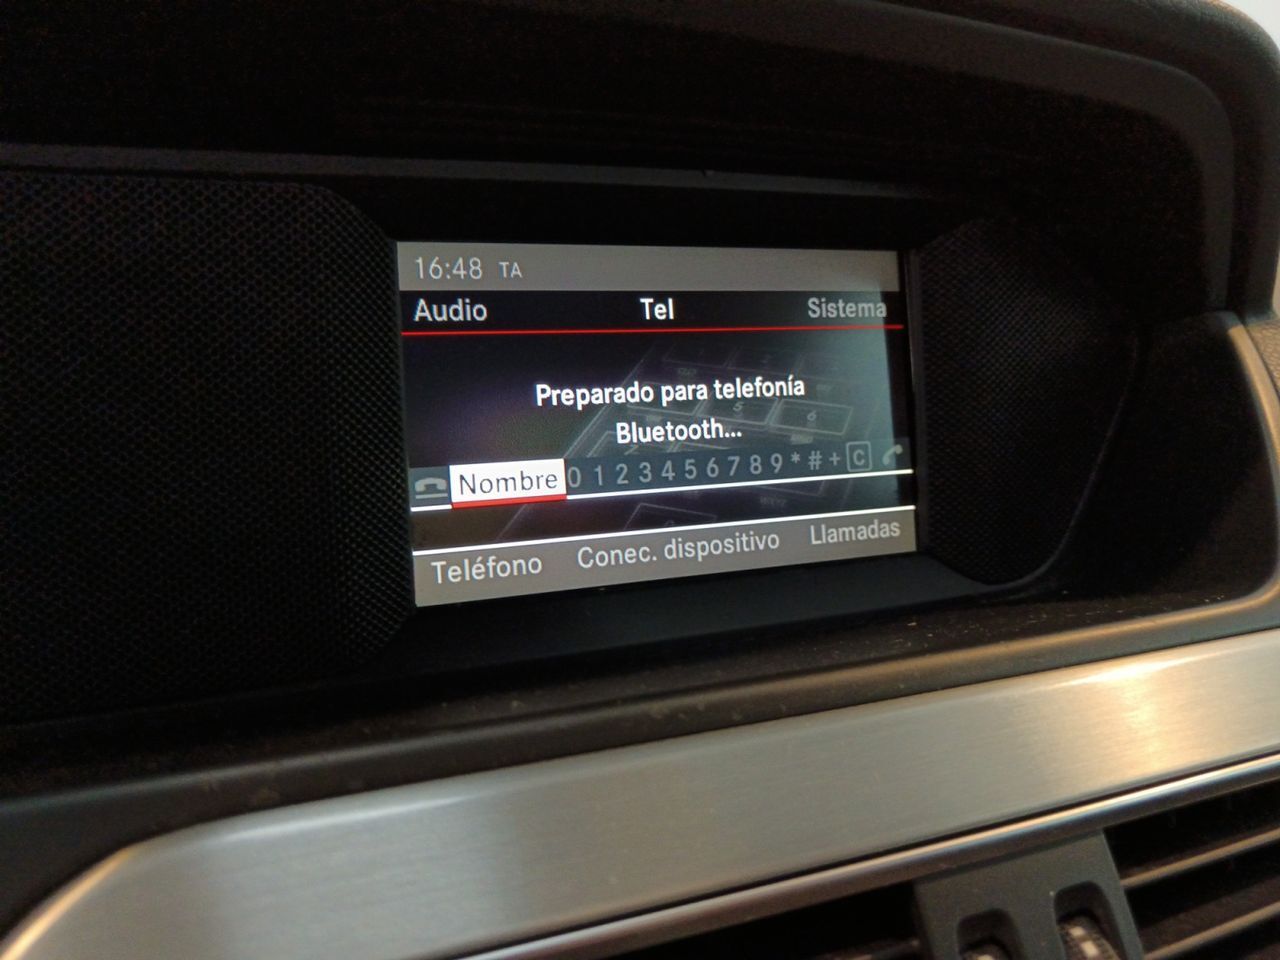 16:48 TA
Audio Tel Sistema
Preparado para telefonía
Bluetooth...
Nombre 0 1 2 3 4 5 6 7 8 9 * # + C
Teléfono Conec. dispositivo Llamadas